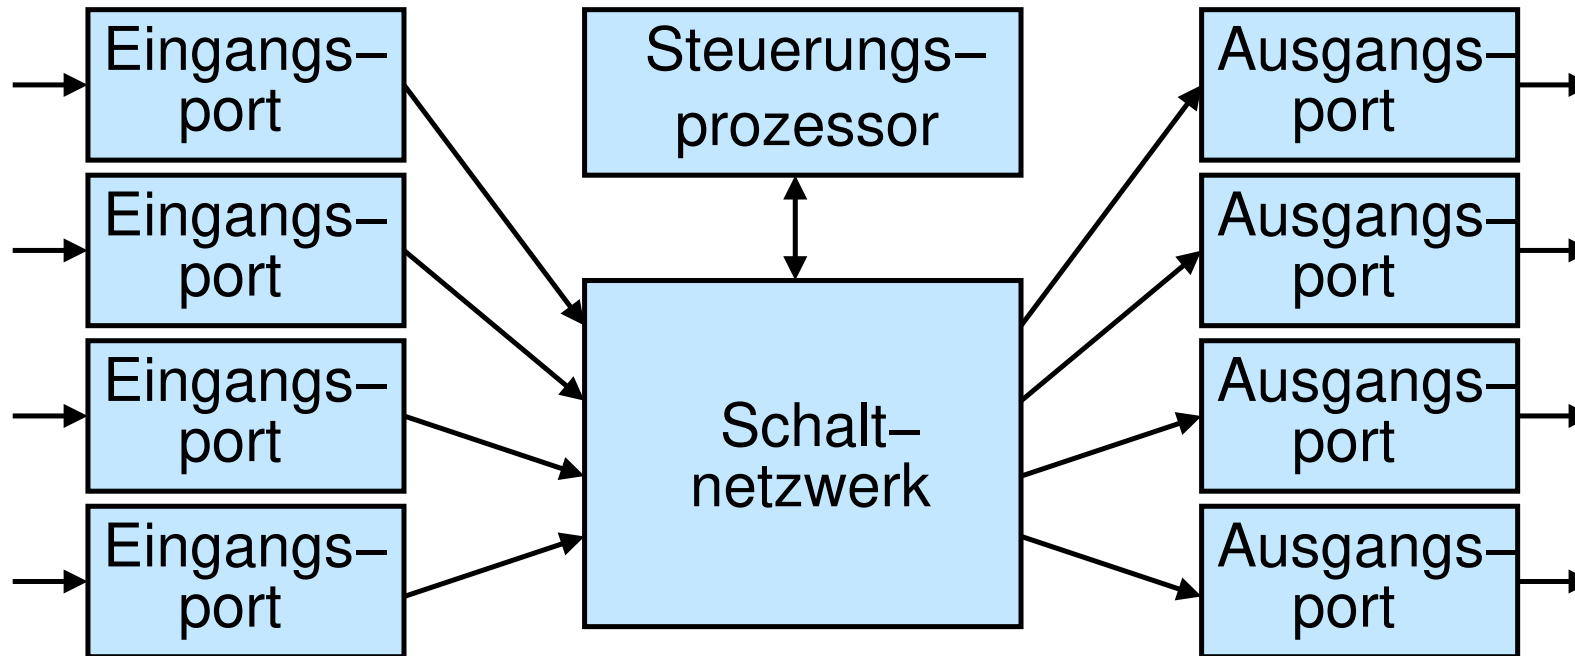 Eingangs–
port
Eingangs–
port
Eingangs–
port
Eingangs–
port
Steuerungs–
prozessor
Schalt–
netzwerk
Ausgangs–
port
Ausgangs–
port
Ausgangs–
port
Ausgangs–
port